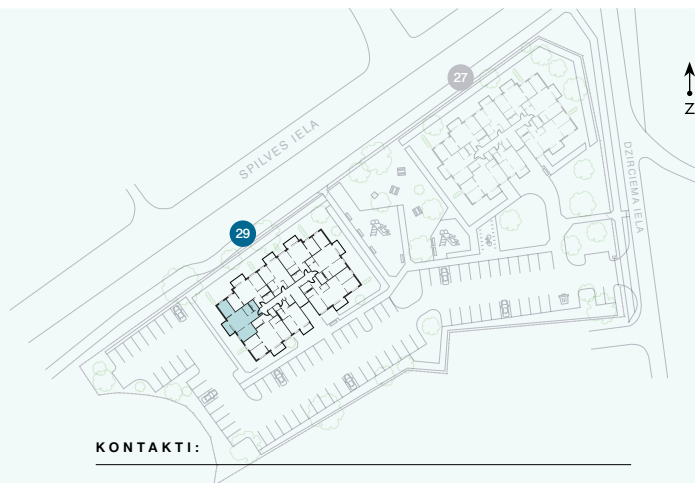 27
Z
SPILVES IELA
DZIRCIEMA IELA
29
KONTAKTI: